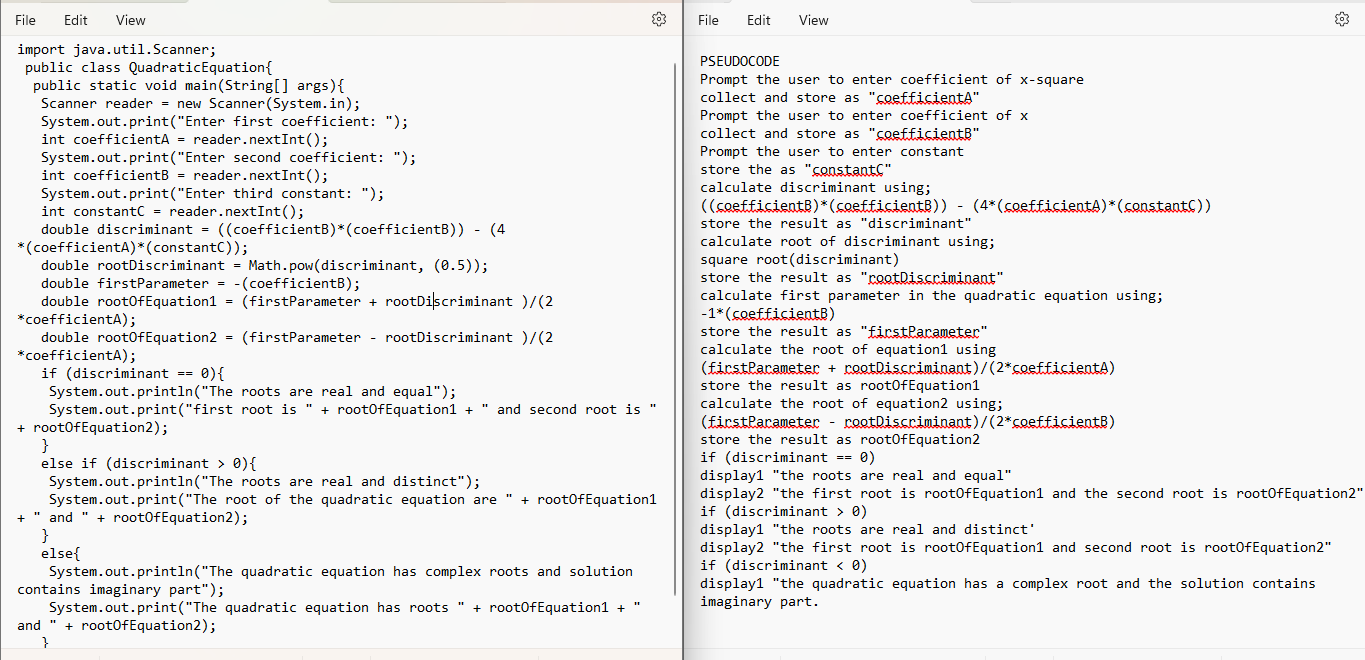 File Edit View
import java.util.Scanner;
public class QuadraticEquation{
public static void main(String[] args){
Scanner reader = new Scanner(System.in);
System.out.print("Enter first coefficient: ");
int coefficientA = reader.nextInt();
System.out.print("Enter second coefficient: ");
int coefficientB = reader.nextInt();
System.out.print("Enter third constant: ");
int constantC = reader.nextInt();
double discriminant = ((coefficientB)*(coefficientB)) - (4
*(coefficientA)*(constantC));
double rootDiscriminant = Math.pow(discriminant, (0.5));
double firstParameter = -(coefficientB);
double rootOfEquation1 = (firstParameter + rootDiscriminant )/(2
*coefficientA);
double rootOfEquation2 = (firstParameter - rootDiscriminant )/(2
*coefficientA);
if (discriminant == 0){
System.out.println("The roots are real and equal");
System.out.print("first root is " + rootOfEquation1 + " and second root is "
+ rootOfEquation2);
}
else if (discriminant > 0){
System.out.println("The roots are real and distinct");
System.out.print("The root of the quadratic equation are " + rootOfEquation1
+ " and " + rootOfEquation2);
}
else{
System.out.println("The quadratic equation has complex roots and solution
contains imaginary part");
System.out.print("The quadratic equation has roots " + rootOfEquation1 + "
and " + rootOfEquation2);
}
File Edit View
PSEUDOCODE
Prompt the user to enter coefficient of x-square
collect and store as "coefficientA"
Prompt the user to enter coefficient of x
collect and store as "coefficientB"
Prompt the user to enter constant
store the as "constantC"
calculate discriminant using;
((coefficientB)*(coefficientB)) - (4*(coefficientA)*(constantC))
store the result as "discriminant"
calculate root of discriminant using;
square root(discriminant)
store the result as "rootDiscriminant"
calculate first parameter in the quadratic equation using;
-1*(coefficientB)
store the result as "firstParameter"
calculate the root of equation1 using
(firstParameter + rootDiscriminant)/(2*coefficientA)
store the result as rootOfEquation1
calculate the root of equation2 using;
(firstParameter - rootDiscriminant)/(2*coefficientB)
store the result as rootOfEquation2
if (discriminant == 0)
display1 "the roots are real and equal"
display2 "the first root is rootOfEquation1 and the second root is rootOfEquation2"
if (discriminant > 0)
display1 "the roots are real and distinct'
display2 "the first root is rootOfEquation1 and second root is rootOfEquation2"
if (discriminant < 0)
display1 "the quadratic equation has a complex root and the solution contains
imaginary part.